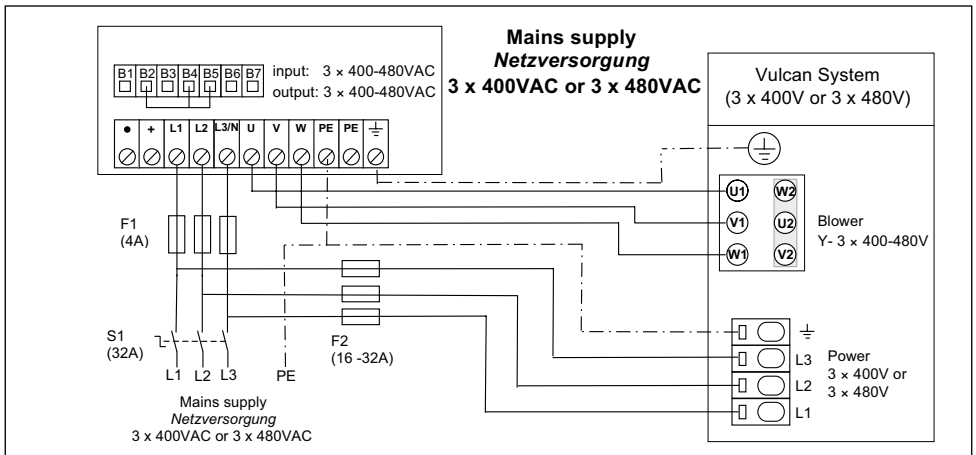 Mains supply
Netzversorgung
3 x 400VAC or 3 x 480VAC
B1 B2 B3 B4 B5 B6 B7
input: 3 × 400-480VAC
output: 3 × 400-480VAC
• + L1 L2 L3/N U V W PE PE
Vulcan System
(3 x 400V or 3 x 480V)
U1 W2
V1 U2
W1 V2
Blower
Y- 3 × 400-480V
F1
(4A)
S1
(32A)
F2
(16 -32A)
L1 L2 L3 PE
Mains supply
Netzversorgung
3 x 400VAC or 3 x 480VAC
L3
L2
L1
Power
3 × 400V or
3 × 480V